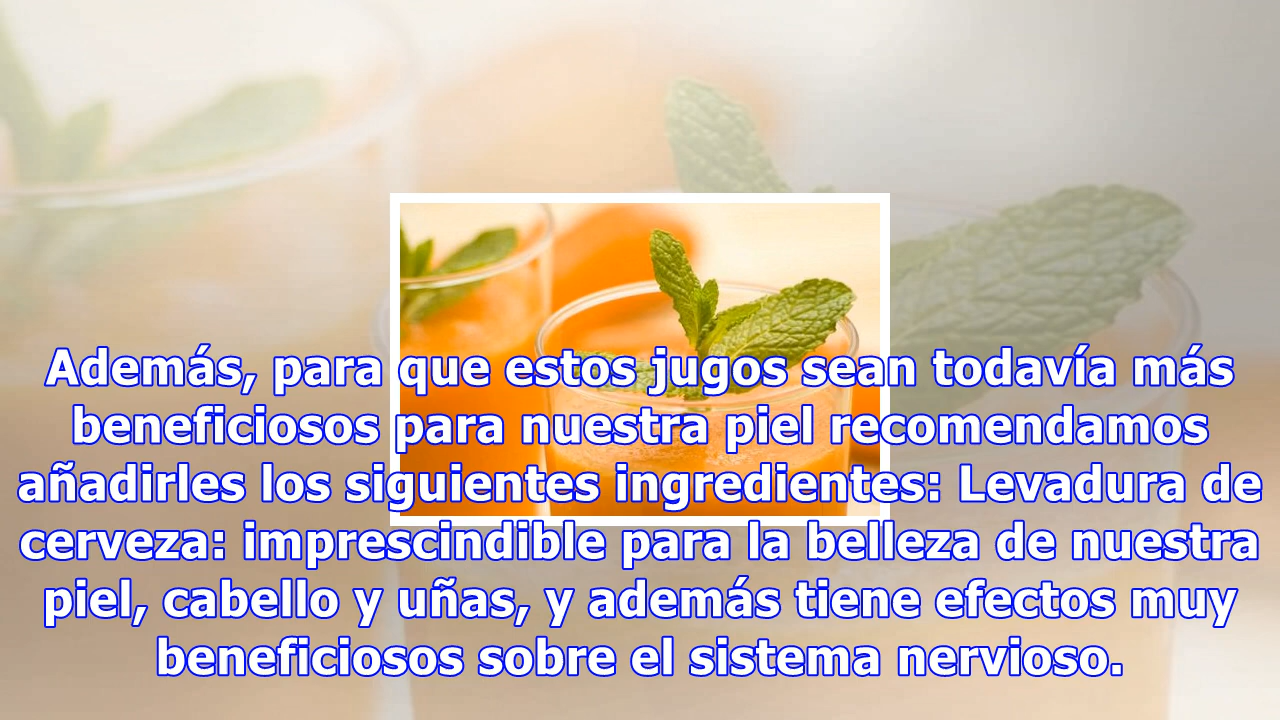 Además, para que estos jugos sean todavía más
beneficiosos para nuestra piel recomendamos
añadirles los siguientes ingredientes: Levadura de
cerveza: imprescindible para la belleza de nuestra
piel, cabello y uñas, y además tiene efectos muy
beneficiosos sobre el sistema nervioso.